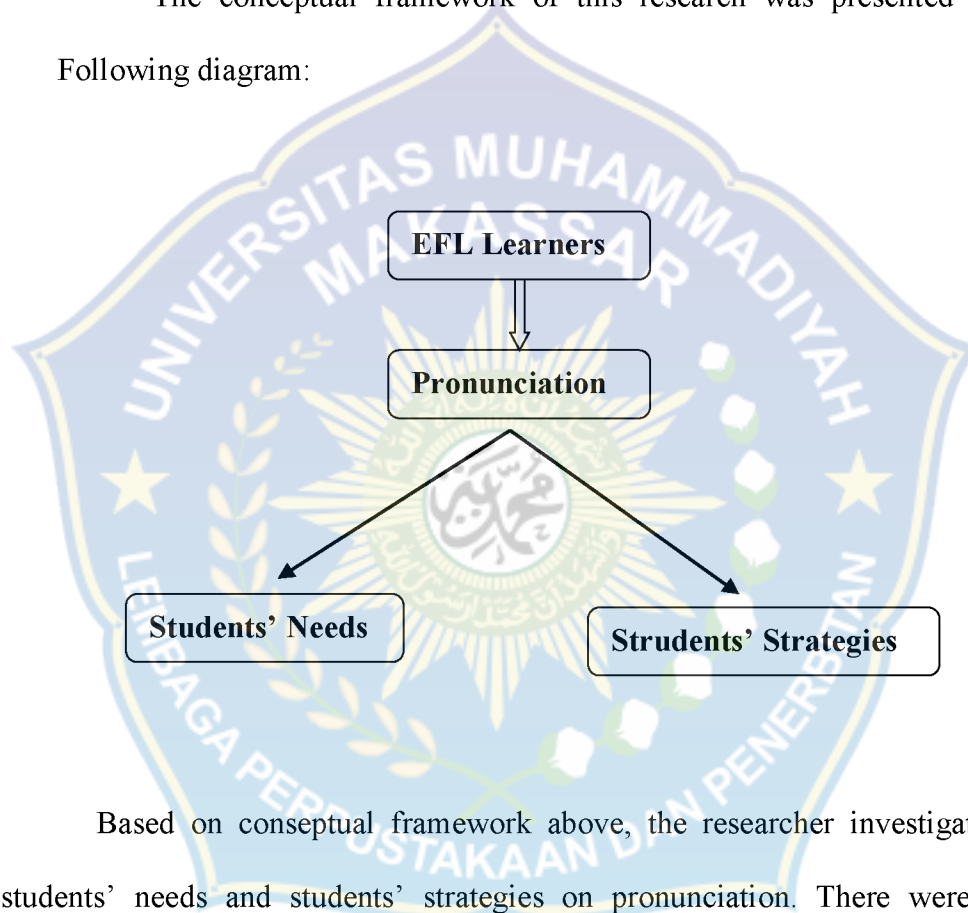 The conceptual framework of this research was presented
Following diagram:
UNIVERSITAS MUHAMMADIYAH
MAKASSAR
EFL Learners
Pronunciation
محمد عبده
Students’ Needs
Strudents’ Strategies
LEMBAGA PERPUSTAKAAN DAN PENERBITAN
Based on conseptual framework above, the researcher investigat
students’ needs and students’ strategies on pronunciation. There were